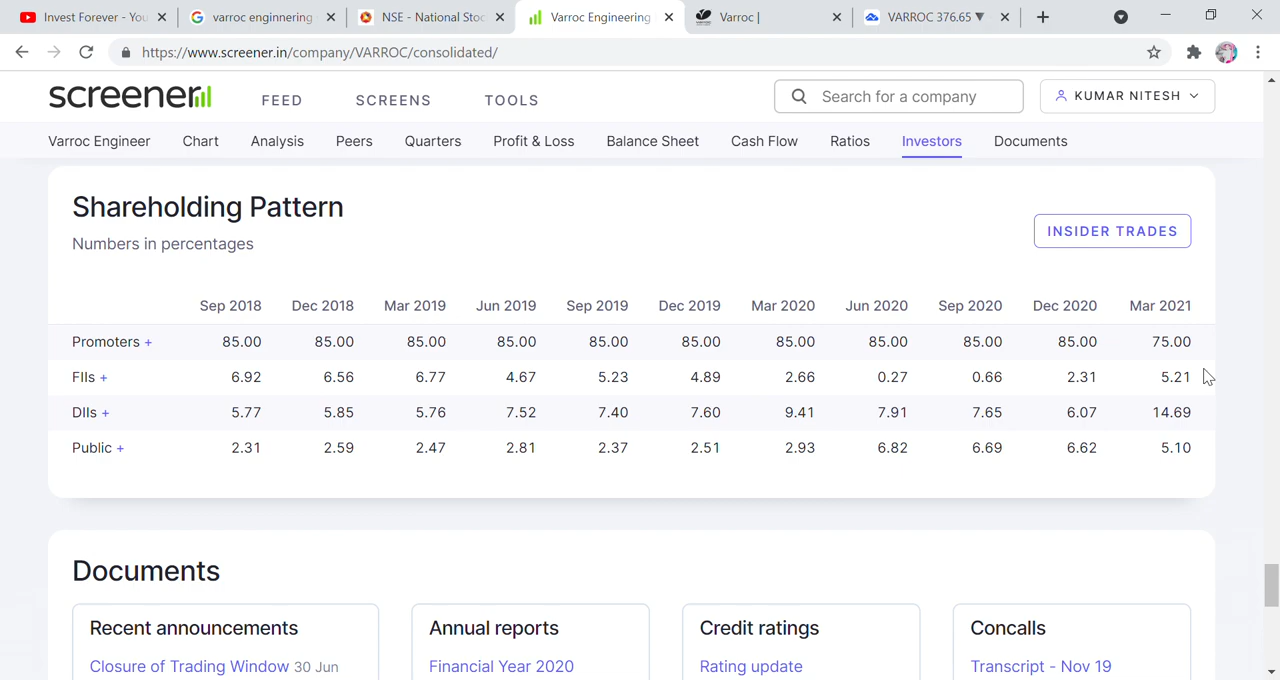 Invest Forever - You
varroc enginnering
NSE - National Stoc
Varroc Engineering
Varroc |
VARROC 376.65 ▼
https://www.screener.in/company/VARROC/consolidated/
screener
FEED SCREENS TOOLS
Search for a company
KUMAR NITESH
Varroc Engineer Chart Analysis Peers Quarters Profit & Loss Balance Sheet Cash Flow Ratios Investors Documents
Shareholding Pattern
Numbers in percentages
INSIDER TRADES
Sep 2018 Dec 2018 Mar 2019 Jun 2019 Sep 2019 Dec 2019 Mar 2020 Jun 2020 Sep 2020 Dec 2020 Mar 2021
Promoters + 85.00 85.00 85.00 85.00 85.00 85.00 85.00 85.00 85.00 85.00 75.00
FIIs + 6.92 6.56 6.77 4.67 5.23 4.89 2.66 0.27 0.66 2.31 5.21
DIIs + 5.77 5.85 5.76 7.52 7.40 7.60 9.41 7.91 7.65 6.07 14.69
Public + 2.31 2.59 2.47 2.81 2.37 2.51 2.93 6.82 6.69 6.62 5.10
Documents
Recent announcements
Closure of Trading Window 30 Jun
Annual reports
Financial Year 2020
Credit ratings
Rating update
Concalls
Transcript - Nov 19